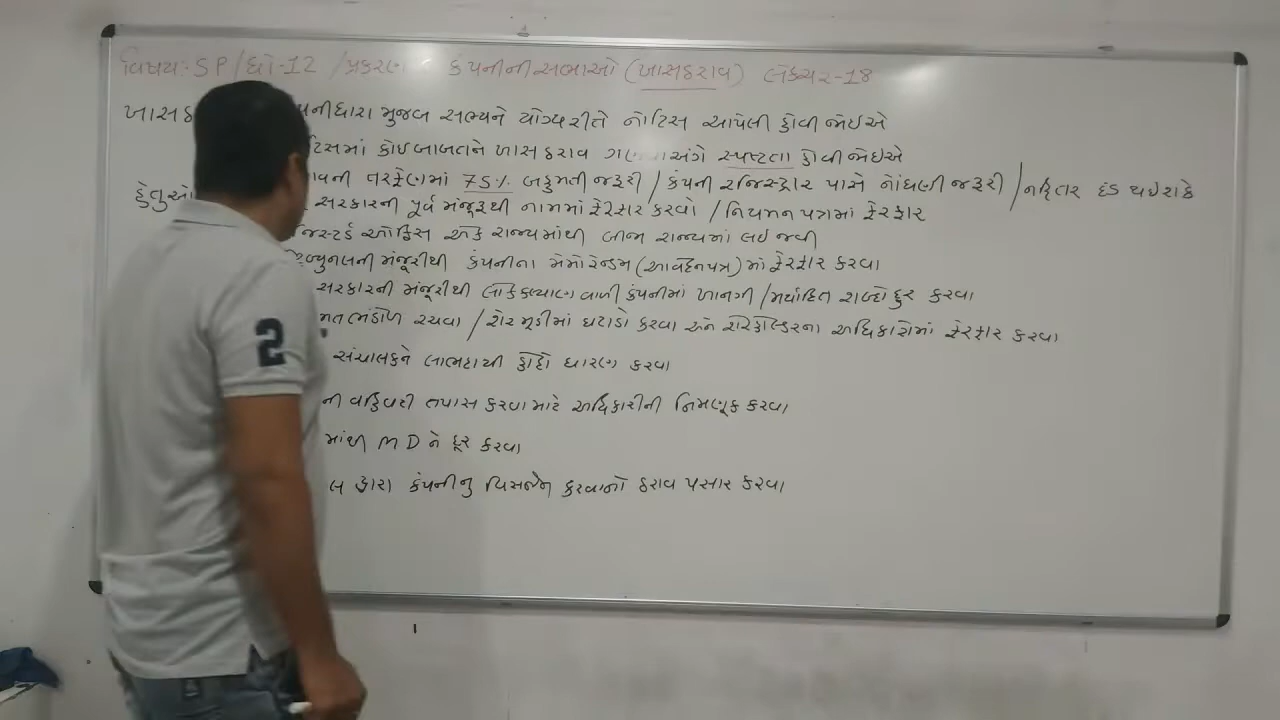 વિષય: SP/ધો-12 /પ્રકરણ કંપનીની સભાઓ (ખાસઠરાવ) લેક્ચર-18
ખાસઠ પનીધારા મુજબ સભ્યને યોગ્યરીતે નોટિસ આપેલી હોવી જોઇએ
ટિસમાં કોઇબાબતને ખાસઠરાવ અંગે સ્પષ્ટતા હોવી જોઇએ
વની તરફેણમાં 75% બહુમતી જરૂરી /કંપની રજિસ્ટ્રાર પાસે નોંધણી જરૂરી /નહિતર દંડ થઇશકે
હેતુઓ સરકારની પૂર્વ મંજૂરીથી નામમાં ફેરફાર કરવો /નિયમન પત્રમાં ફેરફાર
જિસ્ટર્ડ ઓફિસ એક રાજ્યમાંથી બીજા રાજ્યમાં લઇ જવી
બ્યુનલની મંજૂરીથી કંપનીના મેમોરેન્ડમ (આવેદનપત્ર)માં ફેરફાર કરવા
સરકારની મંજૂરીથી લોકકલ્યાણ વાળી કંપનીમાં ખાનગી /મર્યાદિત શબ્દો દુર કરવા
મતભંડોળ રચવા /શેરમૂડીમાં ઘટાડો કરવા અને શેરહોલ્ડરના અધિકારોમાં ફેરફાર કરવા
સંચાલકને લાભદાયી હોદ્દો ધારણ કરવા
ની વહિવટી તપાસ કરવા માટે અધિકારીની નિમણૂક કરવા
માંથી MD ને દૂર કરવા
લ દ્વારા કંપનીનુ વિસર્જન કરવાનો ઠરાવ પસાર કરવા
2